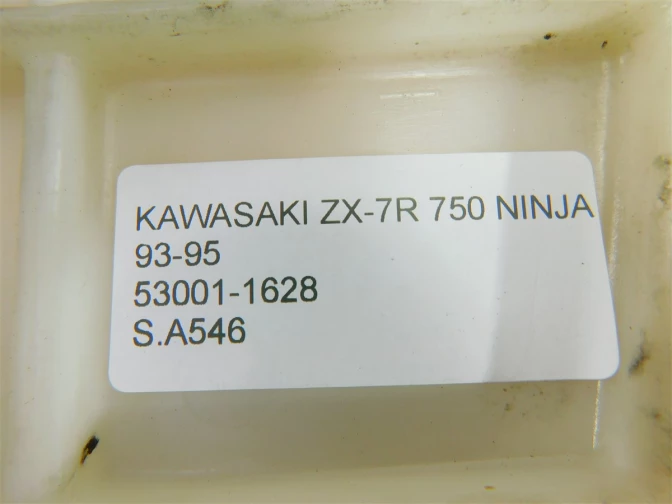 KAWASAKI ZX-7R 750 NINJA
93-95
53001-1628
S.A546